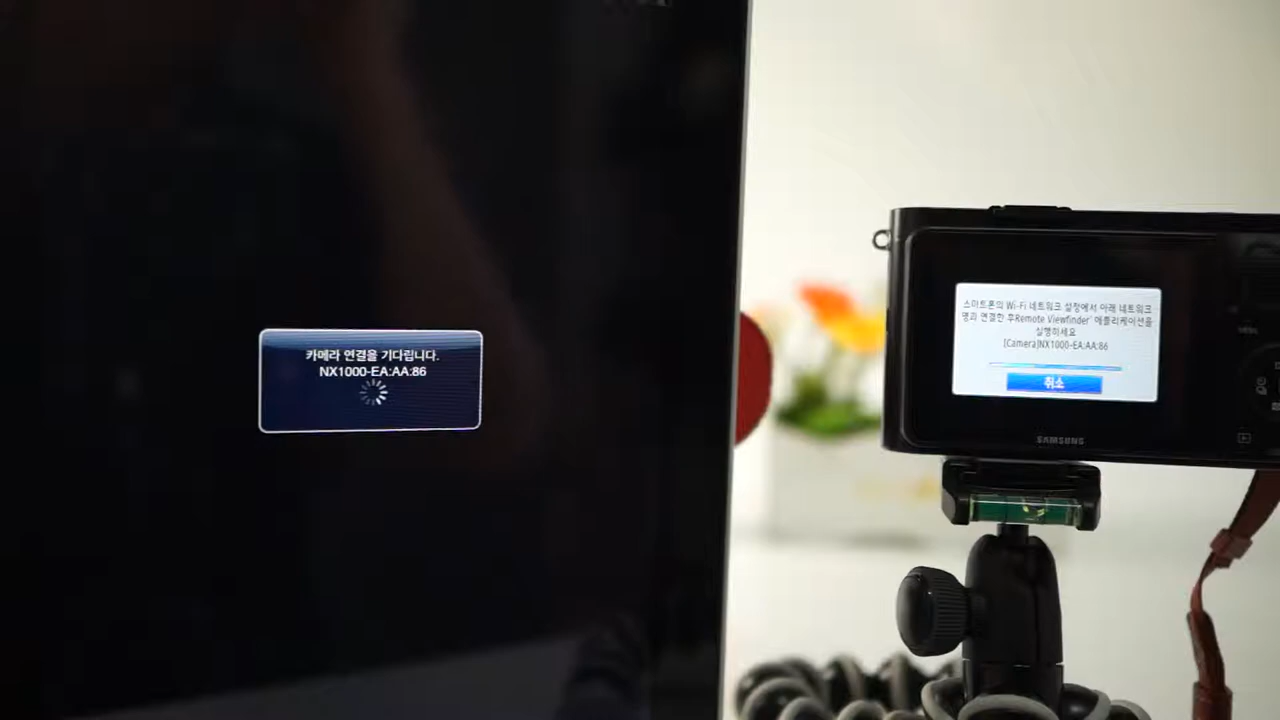 카메라 연결을 기다립니다.
NX1000-EA:AA:86
스마트폰의 Wi-Fi 네트워크 설정에서 아래 네트워크
명과 연결한 후Remote Viewfinder" 애플리케이션을
실행하세요
[Camera]NX1000-EA:AA:86
취소
SAMSUNG